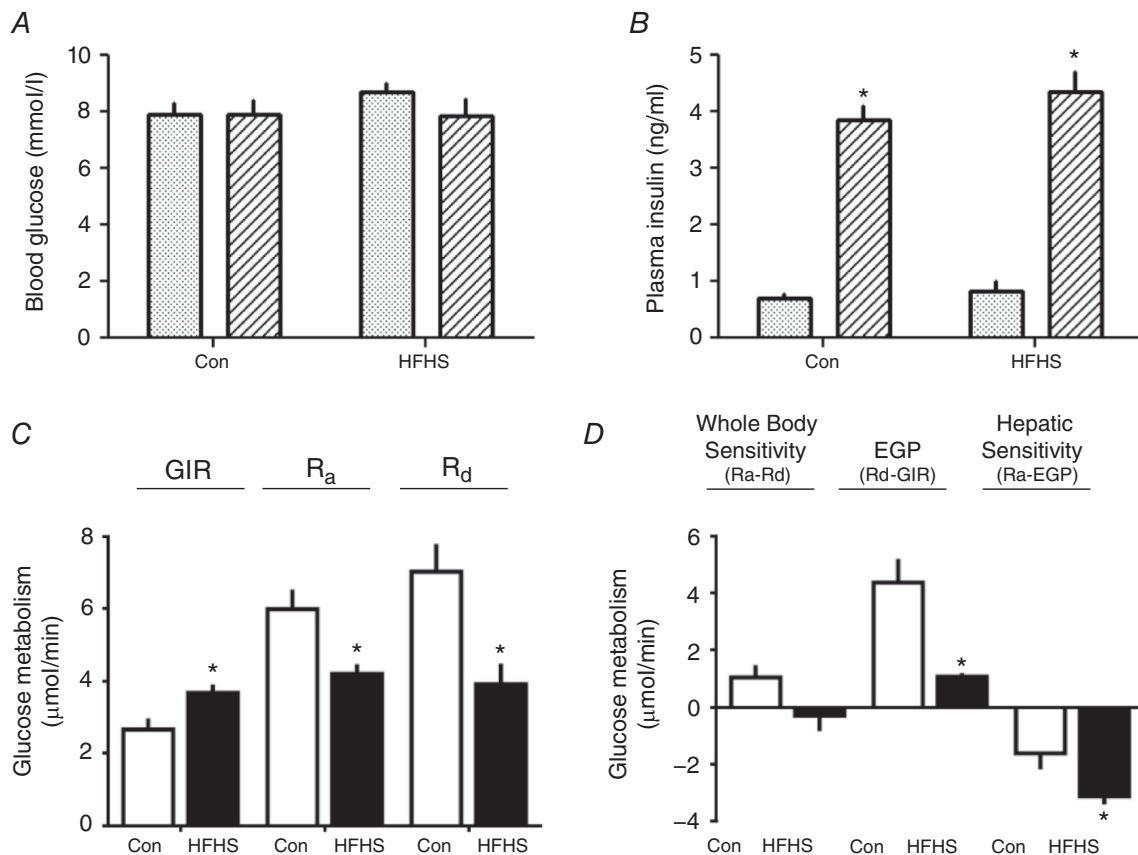 A
Blood glucose (mmol/l)
10
8
6
4
2
0
Con
HFHS
B
Plasma insulin (ng/ml)
5
4
3
2
1
0
*
*
Con
HFHS
C
GIR
Ra
Rd
Glucose metabolism
(μmol/min)
8
6
4
2
0
*
*
*
Con HFHS Con HFHS Con HFHS
D
Whole Body
Sensitivity
(Ra-Rd)
EGP
(Rd-GIR)
Hepatic
Sensitivity
(Ra-EGP)
Glucose metabolism
(μmol/min)
6
4
2
0
–2
–4
*
*
Con HFHS Con HFHS Con HFHS